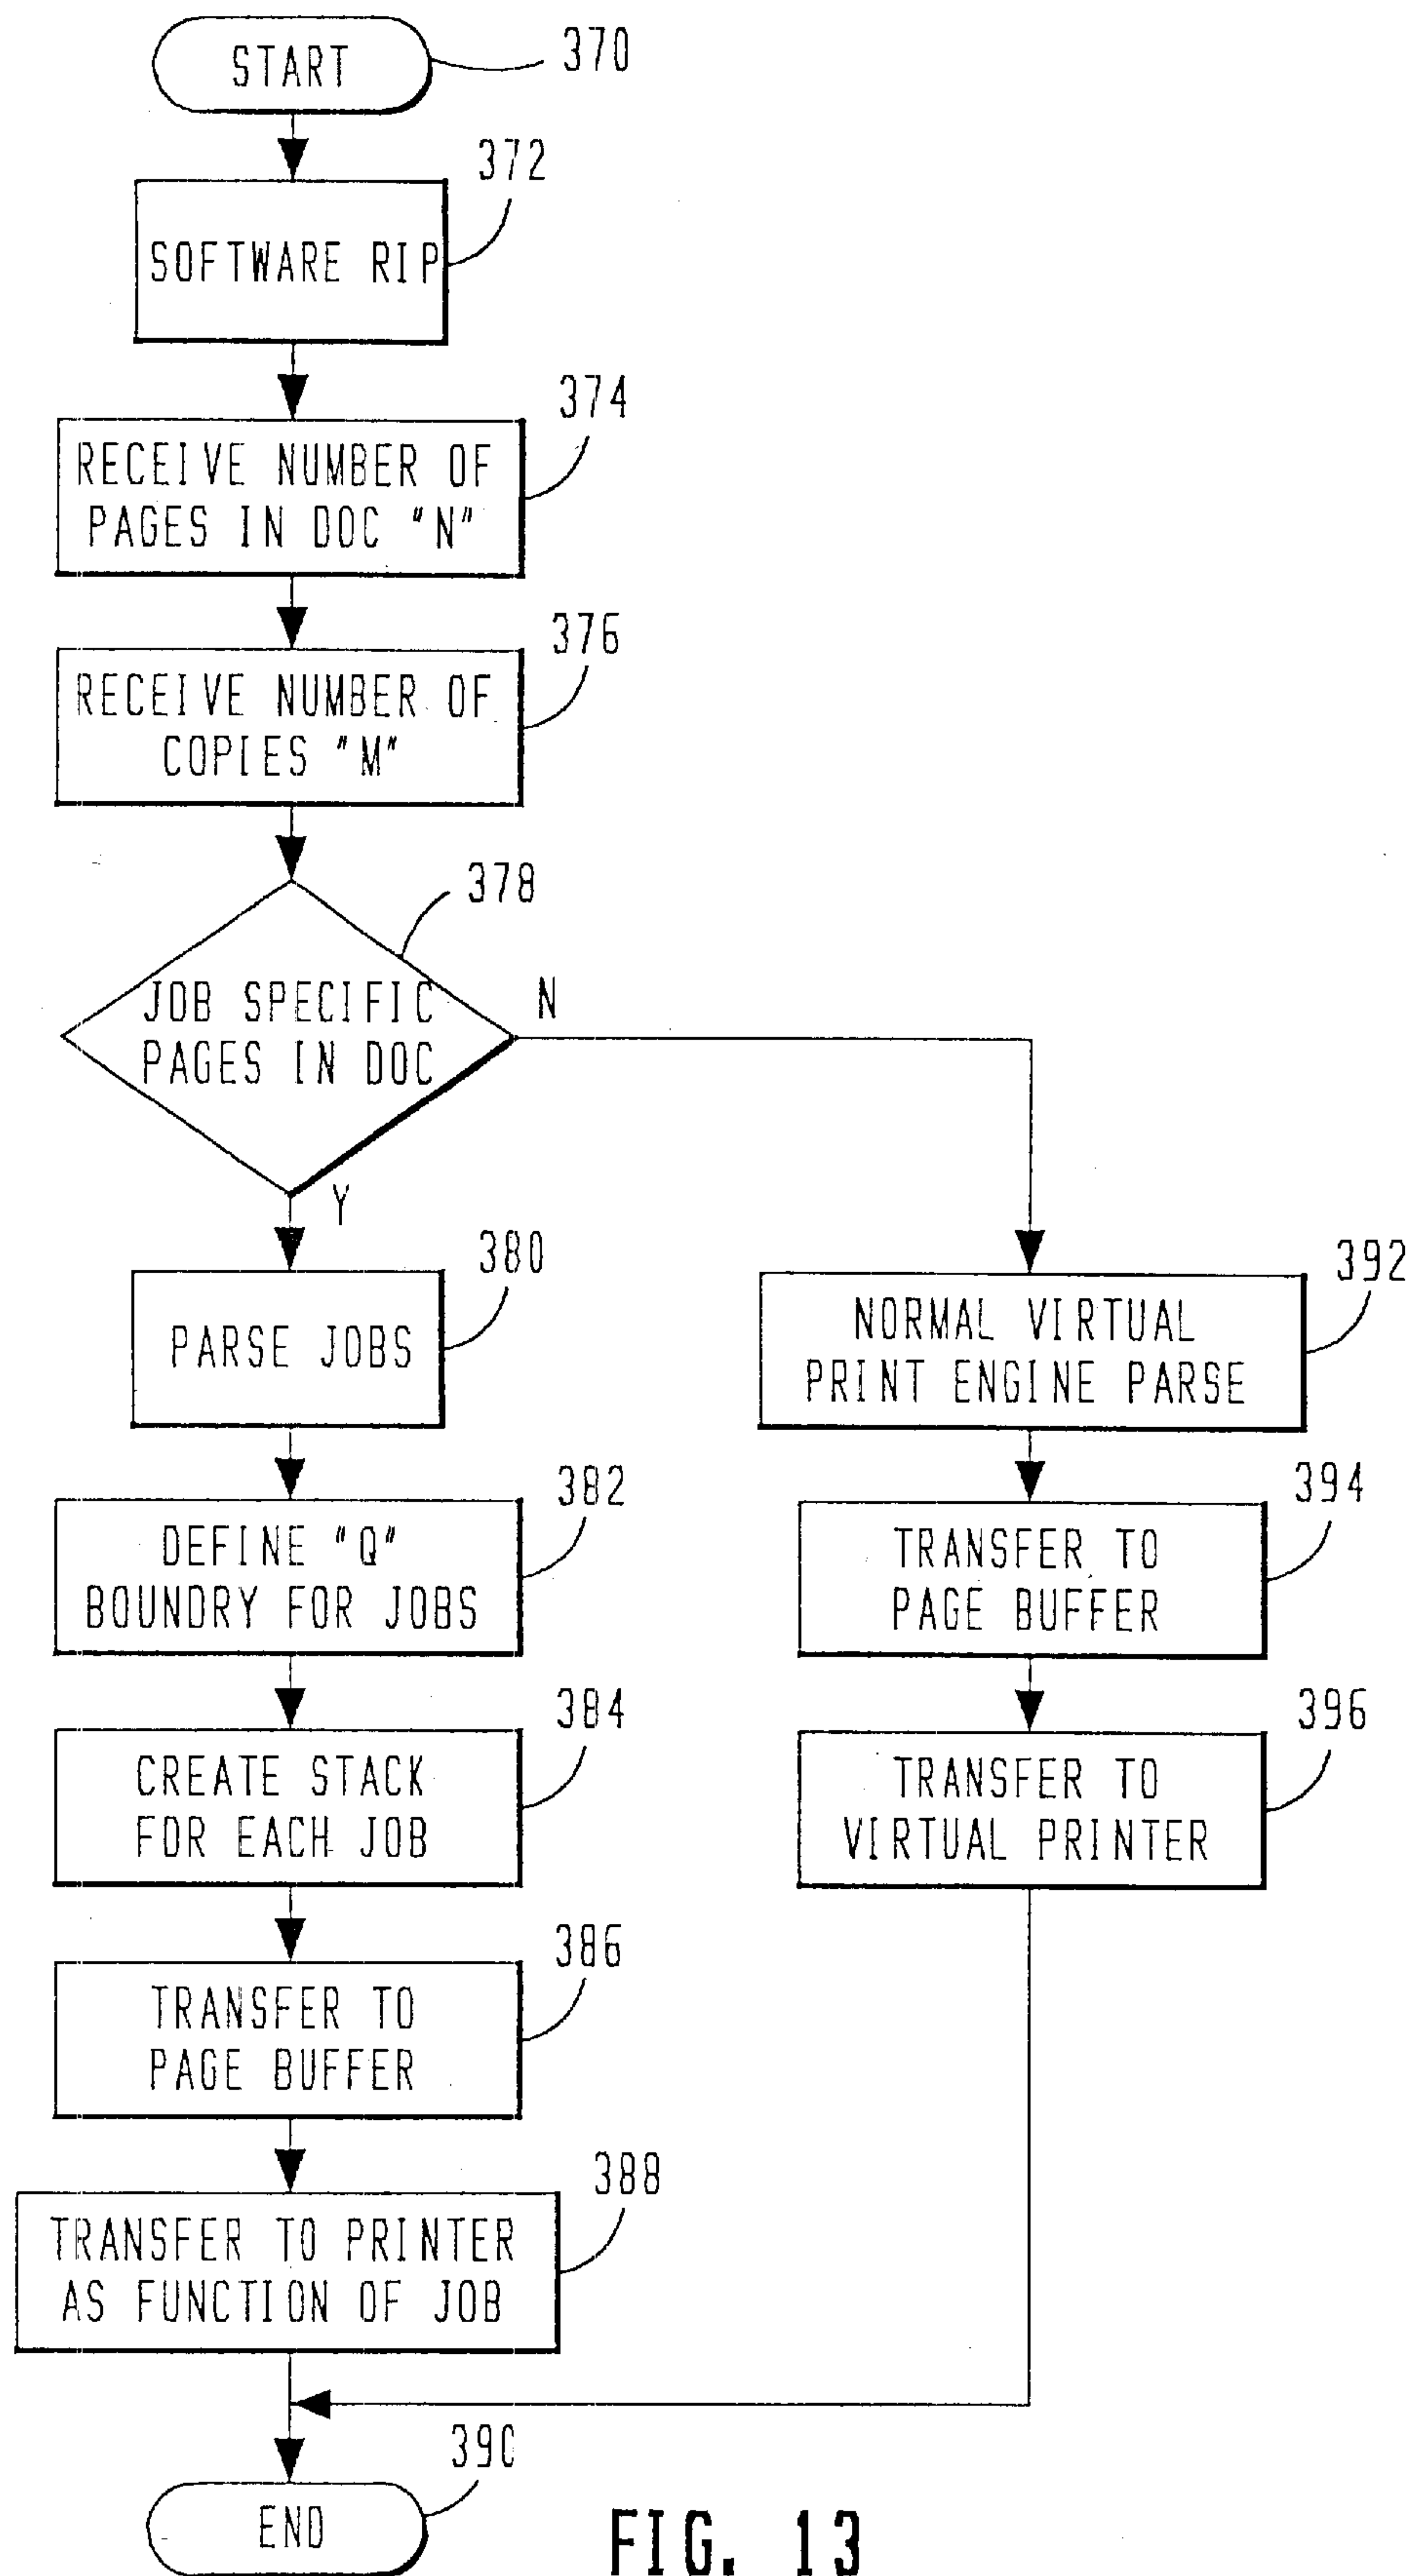 START
370
372
SOFTWARE RIP
374
RECEIVE NUMBER OF
PAGES IN DOC "N"
376
RECEIVE NUMBER OF
COPIES "M"
378
JOB SPECIFIC
PAGES IN DOC
N
Y
380
PARSE JOBS
382
DEFINE "Q"
BOUNDRY FOR JOBS
384
CREATE STACK
FOR EACH JOB
386
TRANSFER TO
PAGE BUFFER
388
TRANSFER TO PRINTER
AS FUNCTION OF JOB
392
NORMAL VIRTUAL
PRINT ENGINE PARSE
394
TRANSFER TO
PAGE BUFFER
396
TRANSFER TO
VIRTUAL PRINTER
390
END
FIG. 13